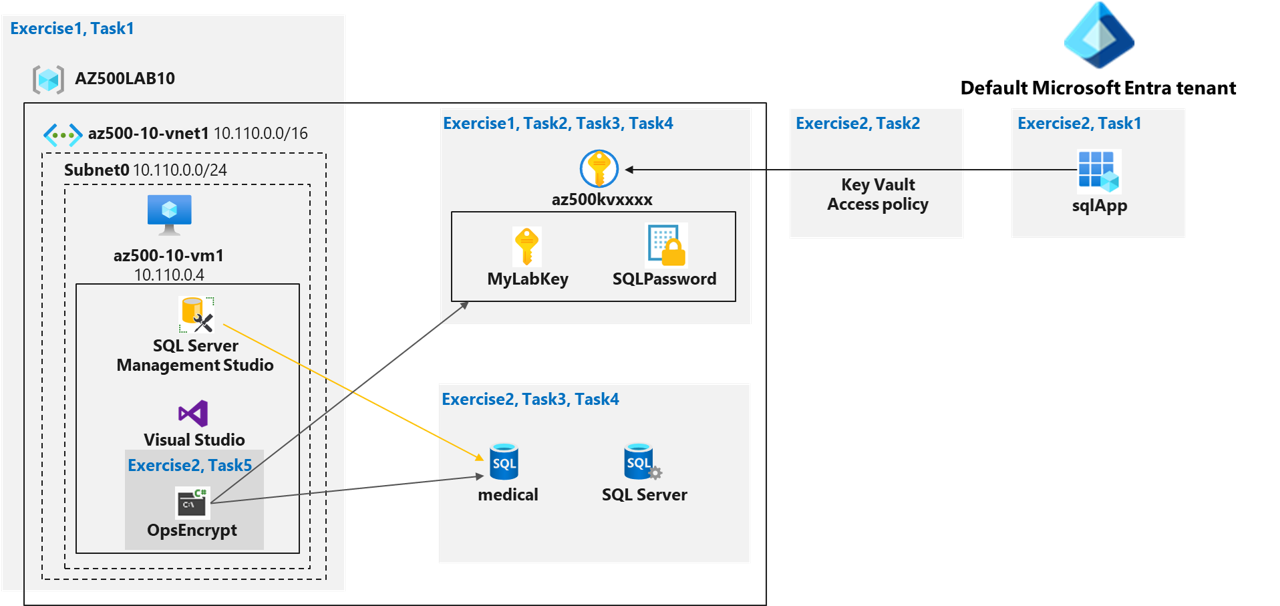 Exercise1, Task1
AZ500LAB10
az500-10-vnet1 10.110.0.0/16
Subnet0 10.110.0.0/24
az500-10-vm1
10.110.0.4
SQL Server
Management Studio
Visual Studio
Exercise2, Task5
C#
C:\
OpsEncrypt
Exercise1, Task2, Task3, Task4
az500kvxxxx
MyLabKey
SQLPassword
Exercise2, Task3, Task4
SQL
medical
SQL
SQL Server
Exercise2, Task2
Key Vault
Access policy
Default Microsoft Entra tenant
Exercise2, Task1
sqlApp